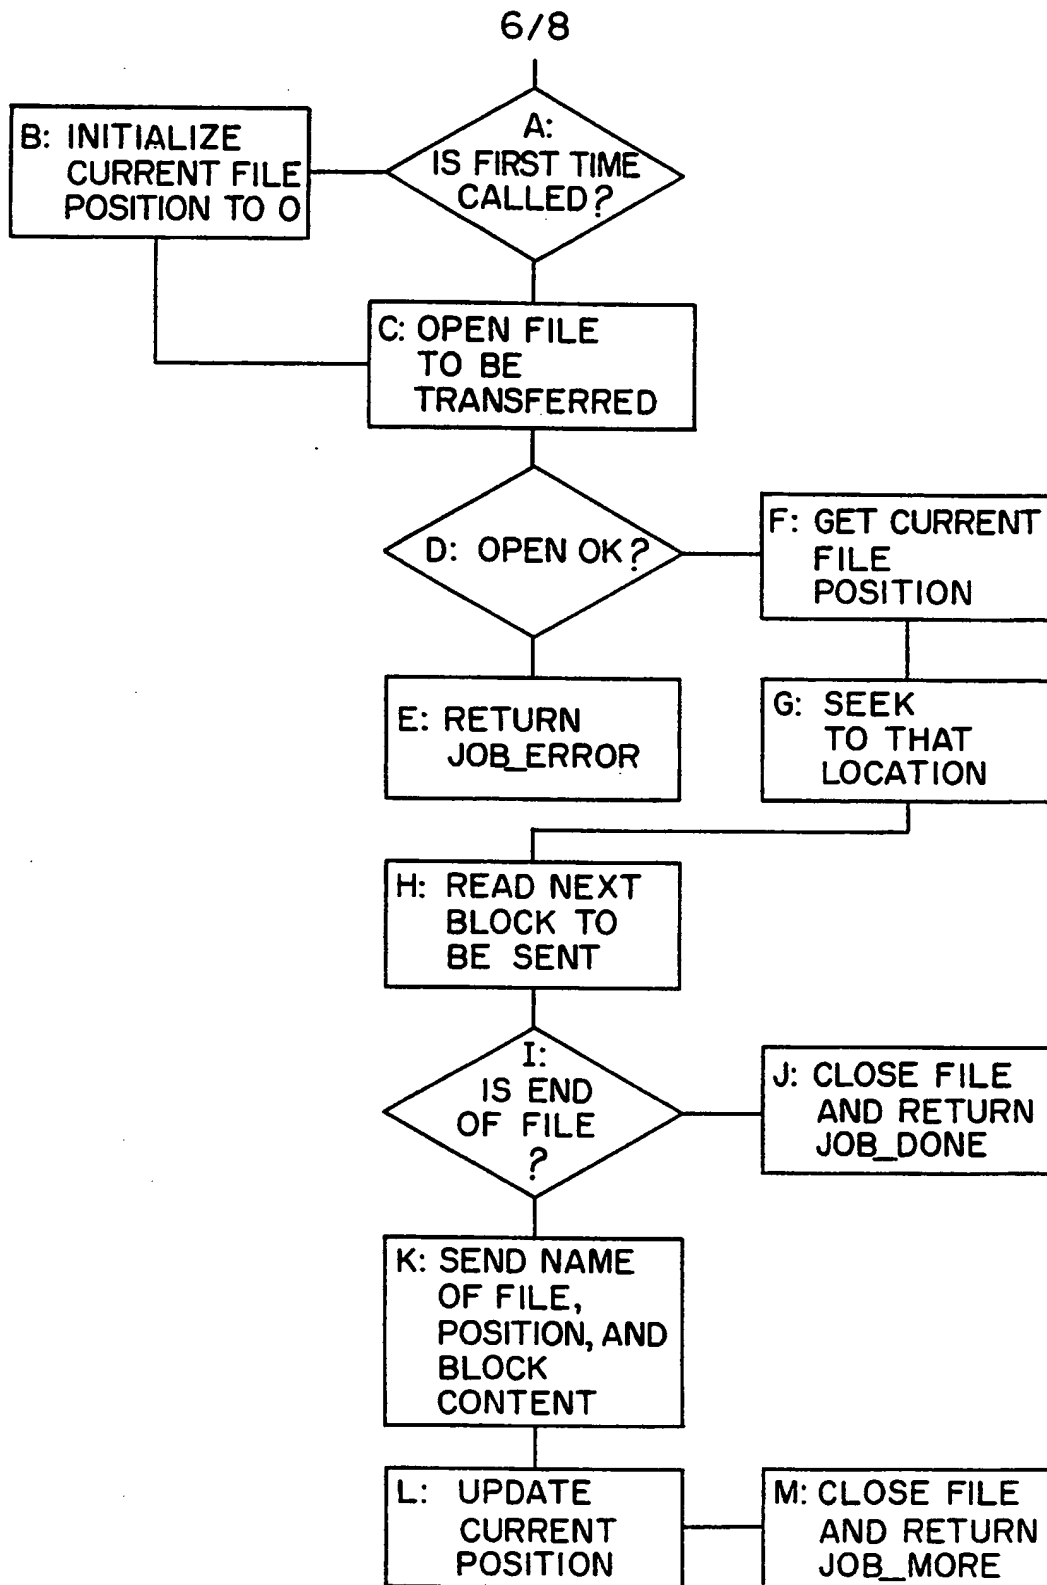 6/8
A:
IS FIRST TIME
CALLED?
B: INITIALIZE
CURRENT FILE
POSITION TO 0
C: OPEN FILE
TO BE
TRANSFERRED
D: OPEN OK?
F: GET CURRENT
FILE
POSITION
E: RETURN
JOB_ERROR
G: SEEK
TO THAT
LOCATION
H: READ NEXT
BLOCK TO
BE SENT
I:
IS END
OF FILE
?
J: CLOSE FILE
AND RETURN
JOB_DONE
K: SEND NAME
OF FILE,
POSITION, AND
BLOCK
CONTENT
L: UPDATE
CURRENT
POSITION
M: CLOSE FILE
AND RETURN
JOB_MORE